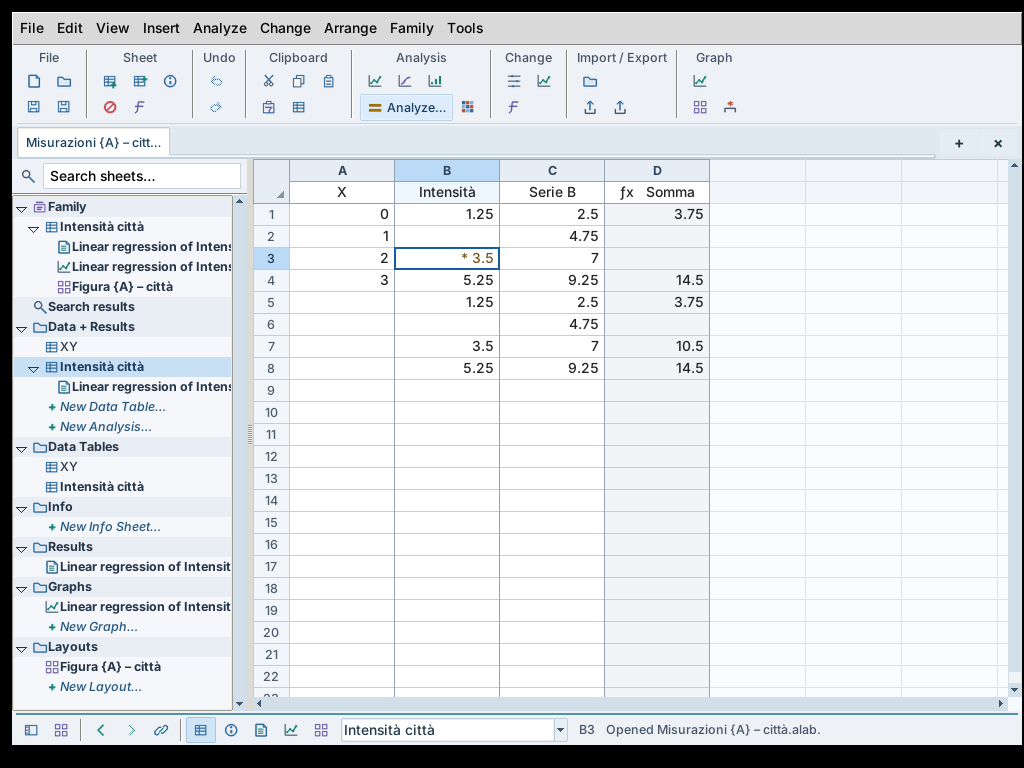 File Edit View Insert Analyze Change Arrange Family Tools
File Sheet Undo Clipboard Analysis Change Import / Export Graph
Analyze...
Misurazioni {A} – citt... + ×
Search sheets...
Family
Intensità città
Linear regression of Intens
Linear regression of Intens
Figura {A} – città
Search results
Data + Results
XY
Intensità città
Linear regression of Intens
+ New Data Table...
+ New Analysis...
Data Tables
XY
Intensità città
Info
+ New Info Sheet...
Results
Linear regression of Intensit
Graphs
Linear regression of Intensit
+ New Graph...
Layouts
Figura {A} – città
+ New Layout...
A B C D
X Intensità Serie B ƒx Somma
1 0 1.25 2.5 3.75
2 1 4.75
3 2 * 3.5 7
4 3 5.25 9.25 14.5
5 1.25 2.5 3.75
6 4.75
7 3.5 7 10.5
8 5.25 9.25 14.5
9
10
11
12
13
14
15
16
17
18
19
20
21
22
23
Intensità città B3 Opened Misurazioni {A} – città.alab.